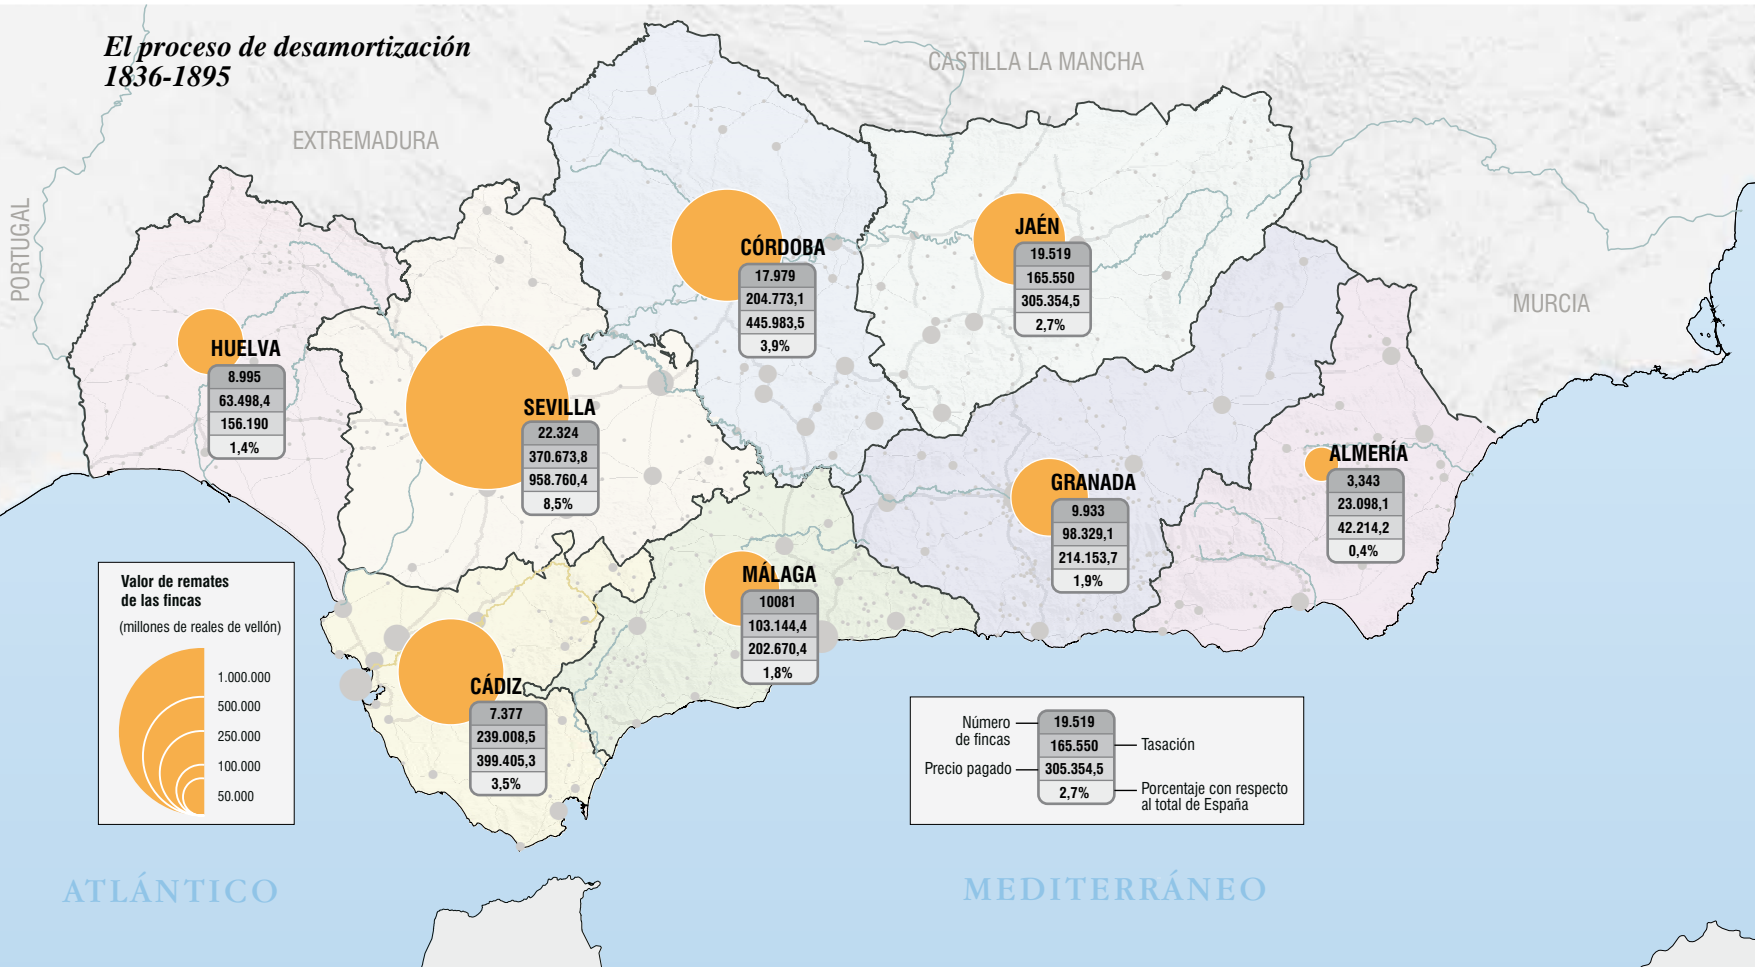 El proceso de desamortización
1836-1895
CASTILLA LA MANCHA
EXTREMADURA
PORTUGAL
MURCIA
CÓRDOBA
17.979
204.773,1
445.983,5
3,9%
JAÉN
19.519
165.550
305.354,5
2,7%
HUELVA
8.995
63.498,4
156.190
1,4%
SEVILLA
22.324
370.673,8
958.760,4
8,5%
GRANADA
9.933
98.329,1
214.153,7
1,9%
ALMERÍA
3,343
23.098,1
42.214,2
0,4%
MÁLAGA
10081
103.144,4
202.670,4
1,8%
CÁDIZ
7.377
239.008,5
399.405,3
3,5%
Valor de remates
de las fincas
(millones de reales de vellón)
1.000.000
500.000
250.000
100.000
50.000
Número
de fincas
19.519
165.550
Tasación
Precio pagado
305.354,5
2,7%
Porcentaje con respecto
al total de España
ATLÁNTICO
MEDITERRÁNEO